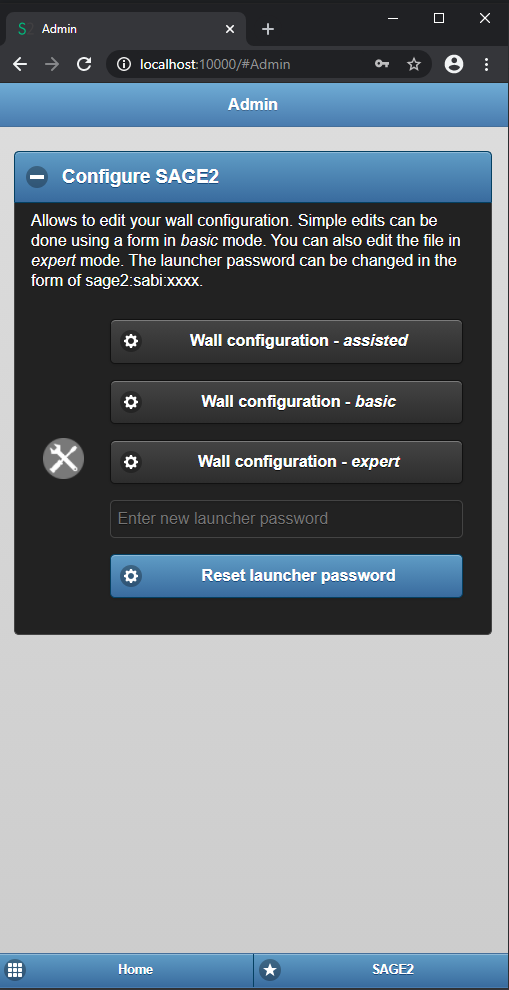 S2 Admin
localhost:10000/#Admin
Admin
Configure SAGE2
Allows to edit your wall configuration. Simple edits can be
done using a form in basic mode. You can also edit the file in
expert mode. The launcher password can be changed in the
form of sage2:sabi:xxxx.
Wall configuration - assisted
Wall configuration - basic
Wall configuration - expert
Enter new launcher password
Reset launcher password
Home
SAGE2